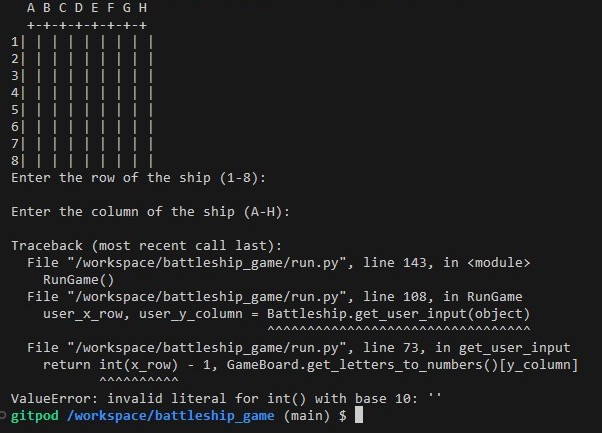 A B C D E F G H
+-+-+-+-+-+-+-+
1| | | | | | | | |
2| | | | | | | | |
3| | | | | | | | |
4| | | | | | | | |
5| | | | | | | | |
6| | | | | | | | |
7| | | | | | | | |
8| | | | | | | | |
Enter the row of the ship (1-8):
Enter the column of the ship (A-H):
Traceback (most recent call last):
File "/workspace/battleship_game/run.py", line 143, in <module>
RunGame()
File "/workspace/battleship_game/run.py", line 108, in RunGame
user_x_row, user_y_column = Battleship.get_user_input(object)
^^^^^^^^^^^^^^^^^^^^^^^^^^^^^^^^^
File "/workspace/battleship_game/run.py", line 73, in get_user_input
return int(x_row) - 1, GameBoard.get_letters_to_numbers()[y_column]
^^^^^^^^^^
ValueError: invalid literal for int() with base 10: ''
gitpod /workspace/battleship_game (main) $